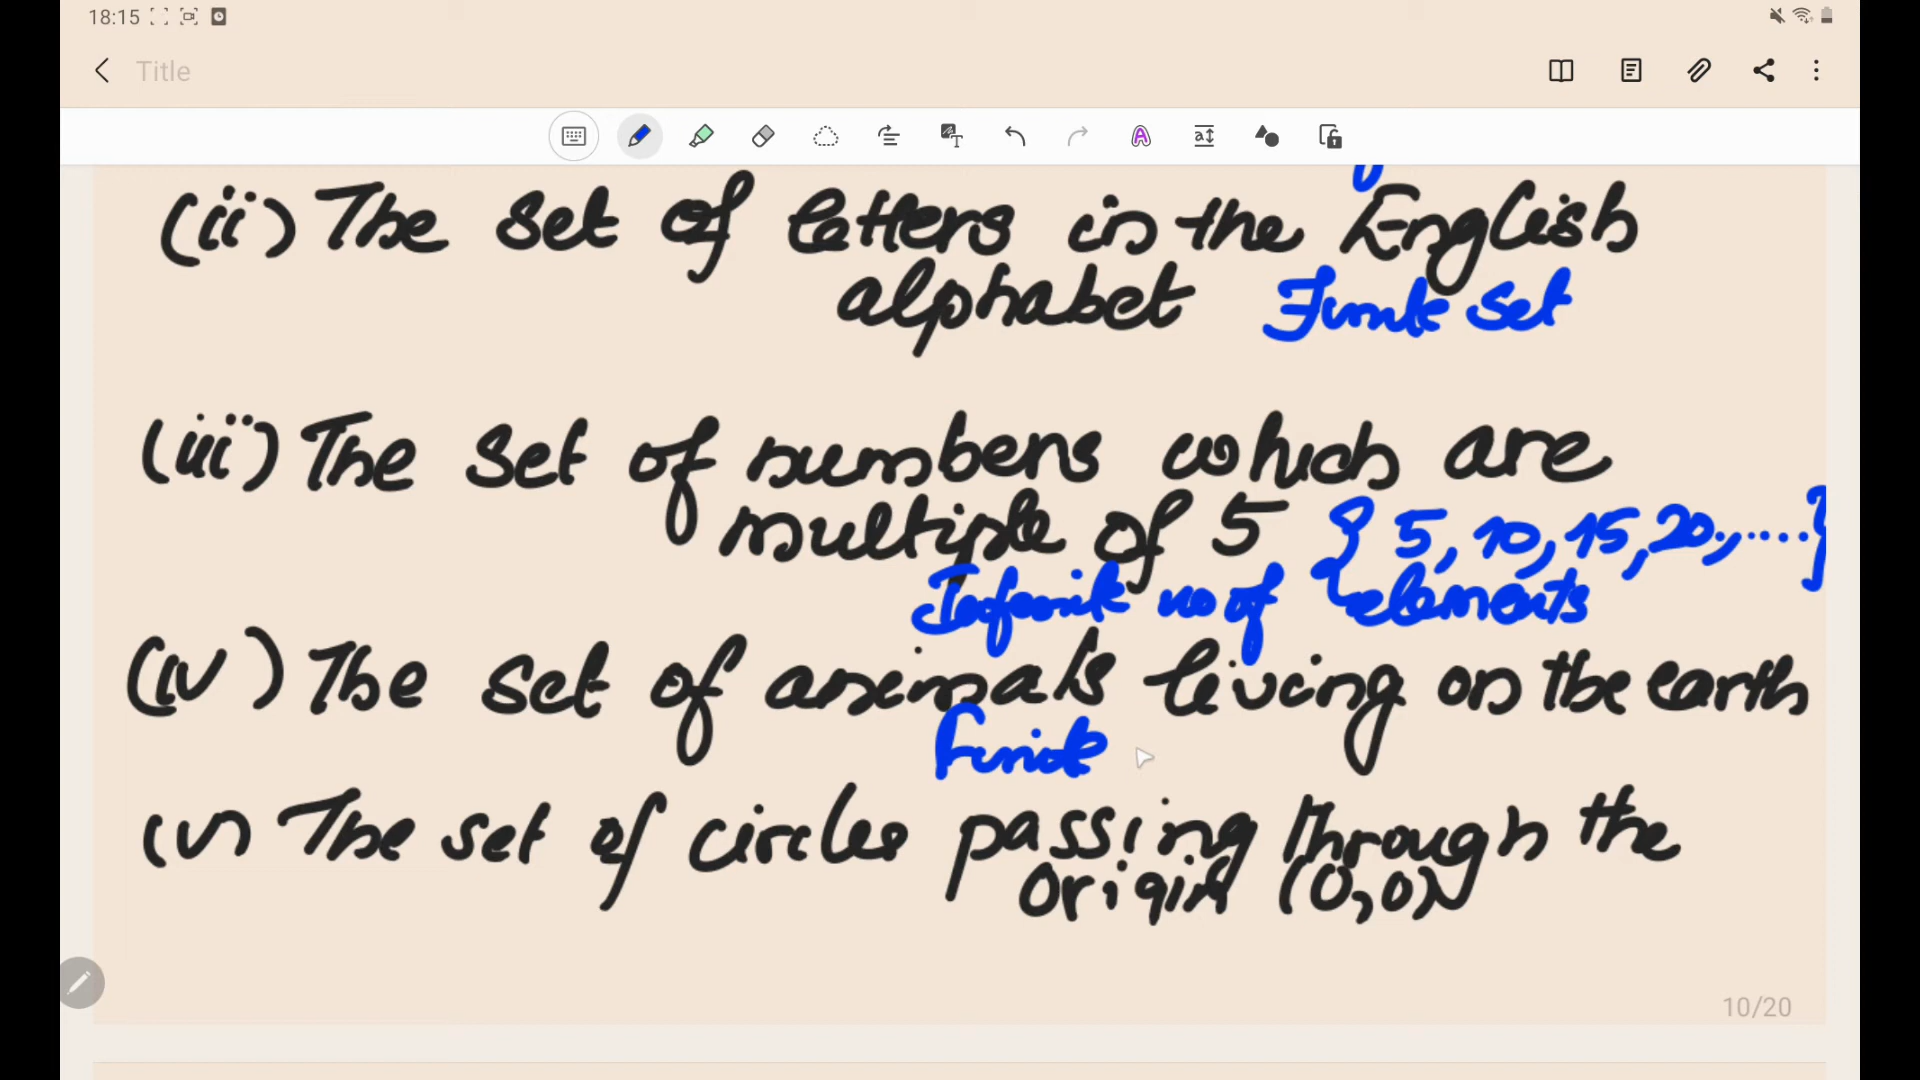 18:15
Title
(ii) The set of letters in the English
alphabet Finite set
(iii) The set of numbers which are
multiple of 5 { 5, 10, 15, 20, ..... }
Infinite no of elements
(iv) The set of animals living on the earth
finite
(v) The set of circles passing through the
origin (0,0)
10/20